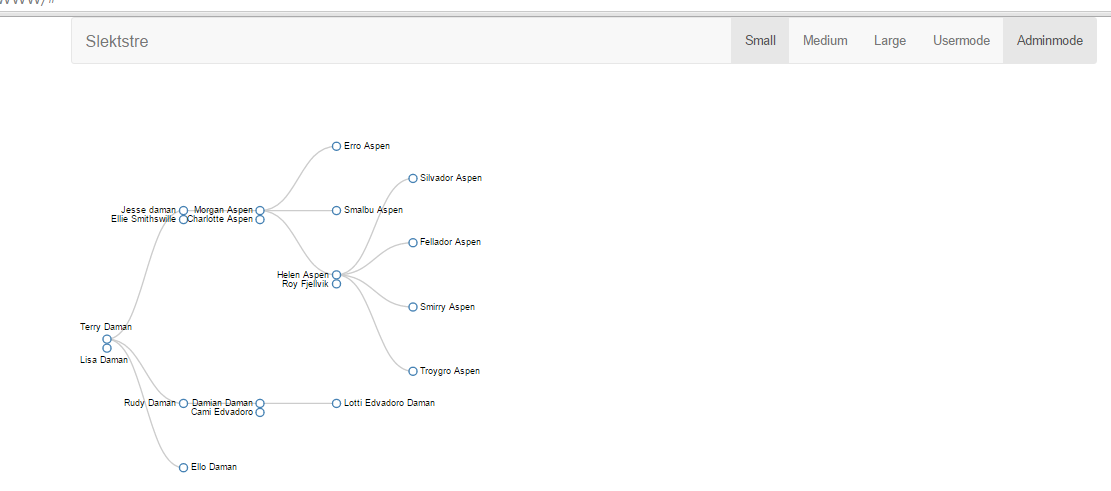 Slektstre
Small Medium Large Usermode Adminmode
Erro Aspen
Silvador Aspen
Jesse daman Morgan Aspen Smalbu Aspen
Ellie Smithswille Charlotte Aspen
Fellador Aspen
Helen Aspen
Roy Fjellvik
Smirry Aspen
Terry Daman
Lisa Daman
Troygro Aspen
Rudy Daman Damian Daman Lotti Edvadoro Daman
Cami Edvadoro
Ello Daman